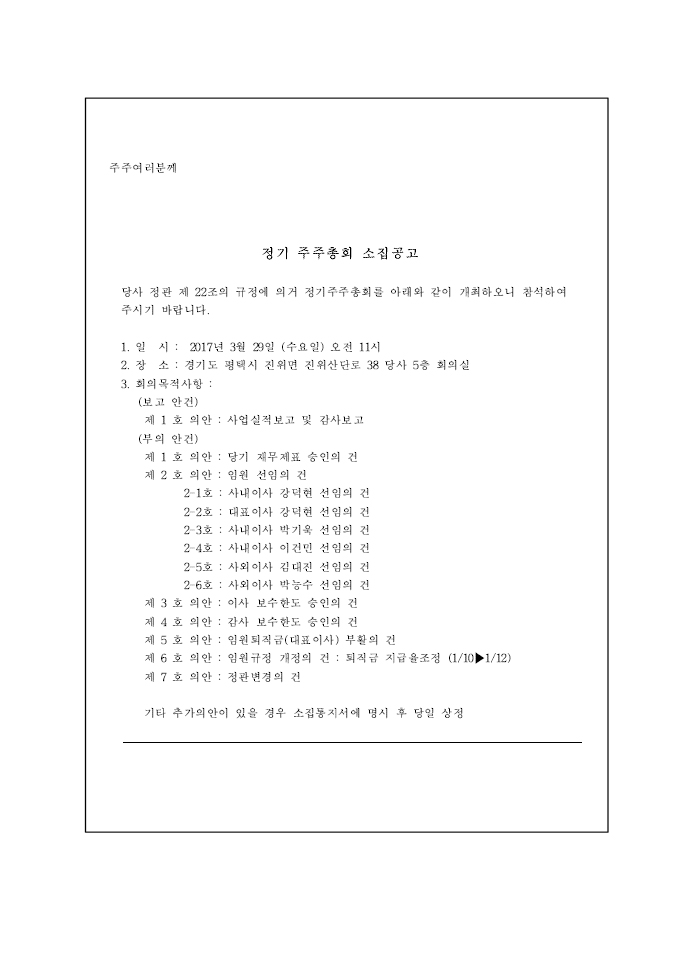 주주여러분께
정기 주주총회 소집공고
당사 정관 제 22조의 규정에 의거 정기주주총회를 아래와 같이 개최하오니 참석하여
주시기 바랍니다.
1. 일 시 : 2017년 3월 29일 (수요일) 오전 11시
2. 장 소 : 경기도 평택시 진위면 진위산단로 38 당사 5층 회의실
3. 회의목적사항 :
(보고 안건)
제 1 호 의안 : 사업실적보고 및 감사보고
(부의 안건)
제 1 호 의안 : 당기 재무제표 승인의 건
제 2 호 의안 : 임원 선임의 건
2-1호 : 사내이사 강덕현 선임의 건
2-2호 : 대표이사 강덕현 선임의 건
2-3호 : 사내이사 박기욱 선임의 건
2-4호 : 사내이사 이건민 선임의 건
2-5호 : 사외이사 김대진 선임의 건
2-6호 : 사외이사 박능수 선임의 건
제 3 호 의안 : 이사 보수한도 승인의 건
제 4 호 의안 : 감사 보수한도 승인의 건
제 5 호 의안 : 임원퇴직금(대표이사) 부활의 건
제 6 호 의안 : 임원규정 개정의 건 : 퇴직금 지급율조정 (1/10▶1/12)
제 7 호 의안 : 정관변경의 건
기타 추가의안이 있을 경우 소집통지서에 명시 후 당일 상정